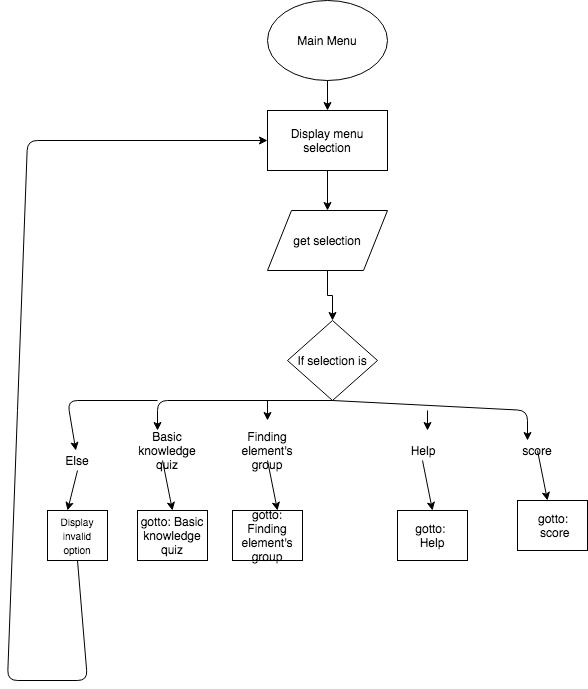 Main Menu
Display menu
selection
get selection
If selection is
Else
Basic
knowledge
quiz
Finding
element's
group
Help
score
Display
invalid
option
gotto: Basic
knowledge
quiz
gotto:
Finding
element's
group
gotto:
Help
gotto:
score